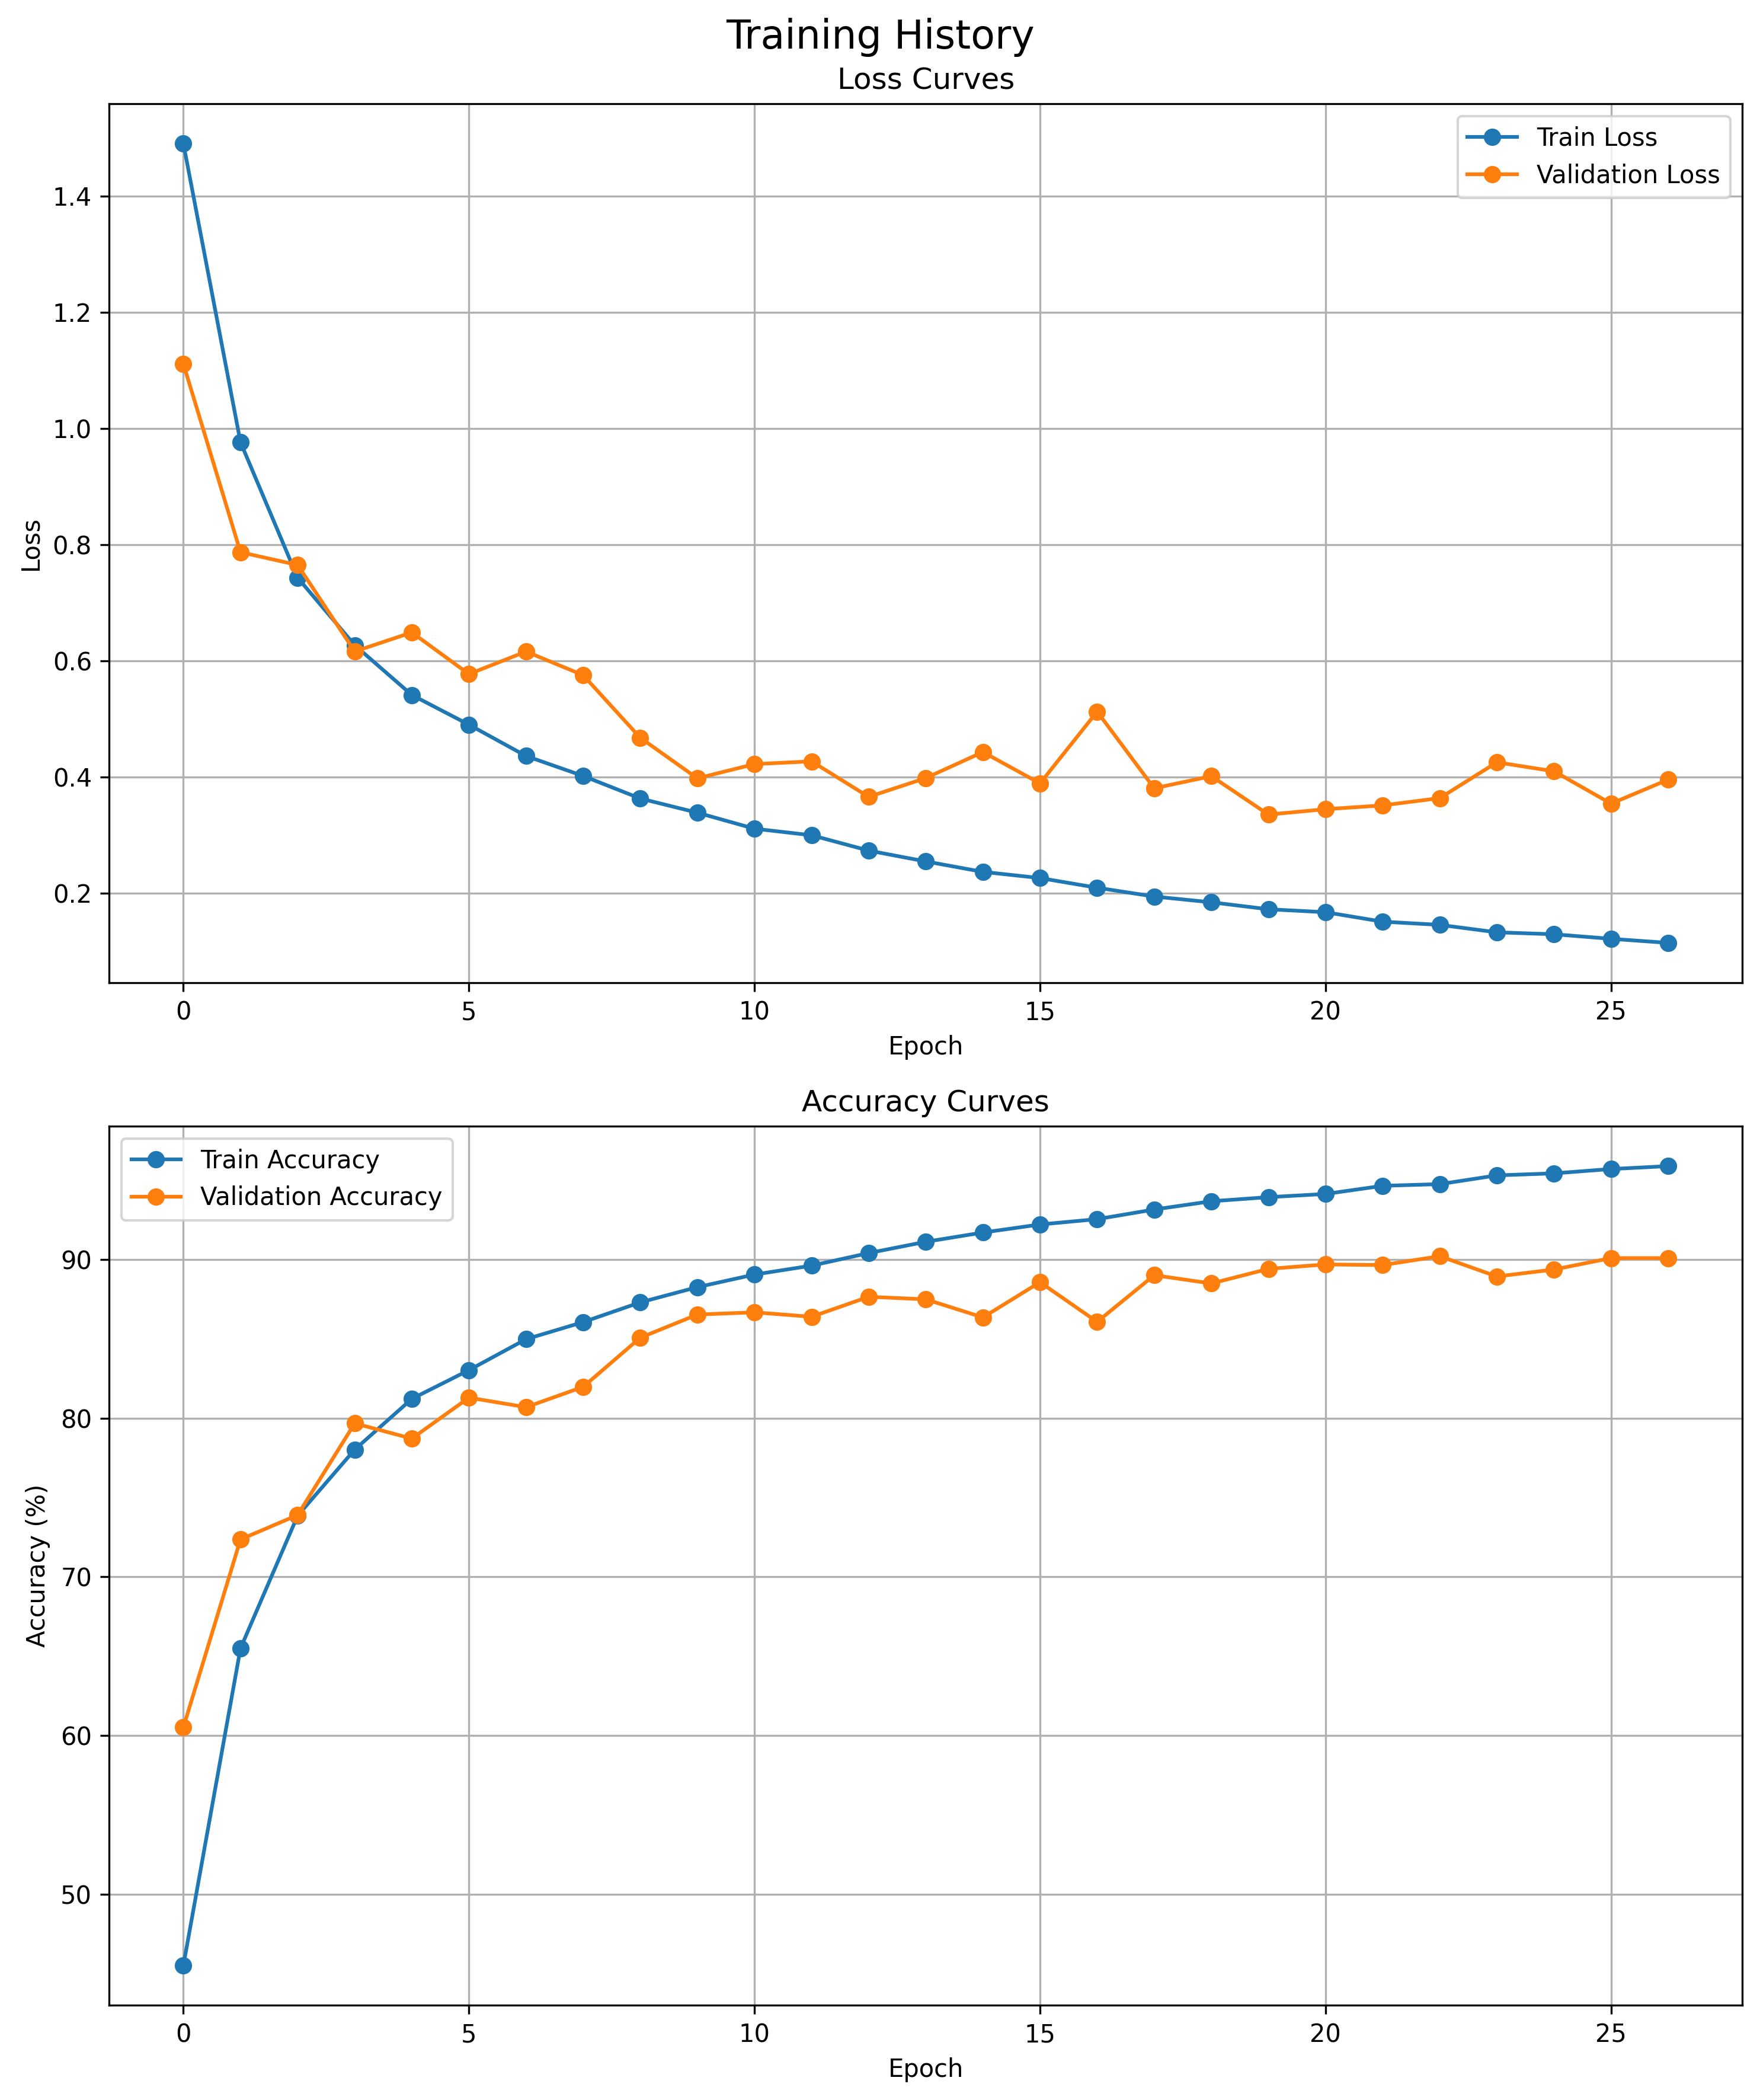 Training History
Loss Curves
Train Loss
Validation Loss
1.4
1.2
1.0
0.8
0.6
0.4
0.2
Loss
0 5 10 15 20 25
Epoch
Accuracy Curves
Train Accuracy
Validation Accuracy
90
80
70
60
50
Accuracy (%)
0 5 10 15 20 25
Epoch